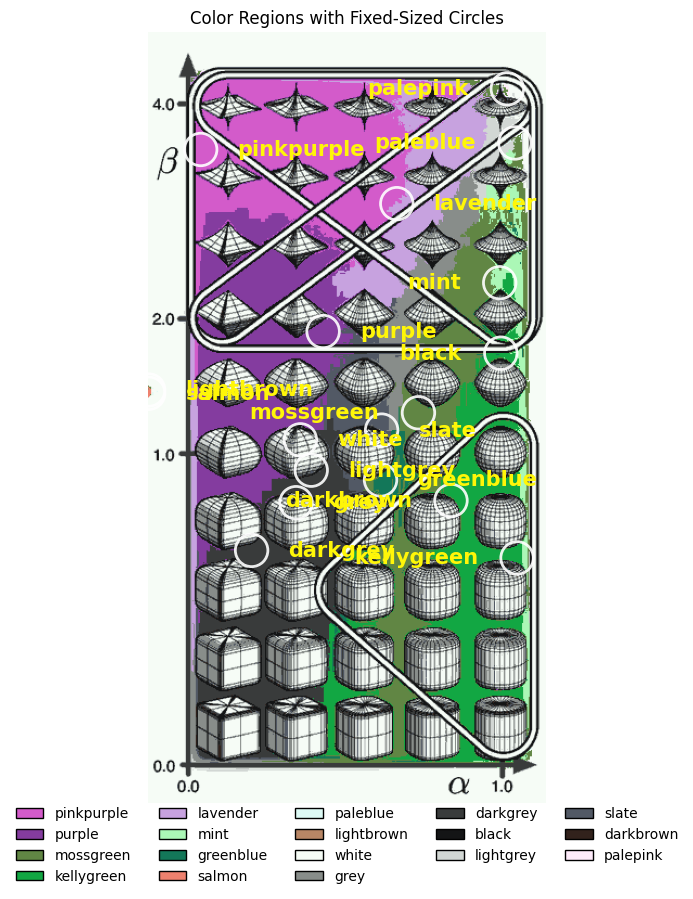 Color Regions with Fixed-Sized Circles
palepink
4.0
paleblue
pinkpurple
β
lavender
mint
2.0
purple
black
lightbrown
salmon
mossgreen
slate
white
1.0
lightgrey
greenblue
darkbrown
grey
darkgrey
kellygreen
0.0
0.0
α
1.0
pinkpurple
lavender
paleblue
darkgrey
slate
purple
mint
lightbrown
black
darkbrown
mossgreen
greenblue
white
lightgrey
palepink
kellygreen
salmon
grey